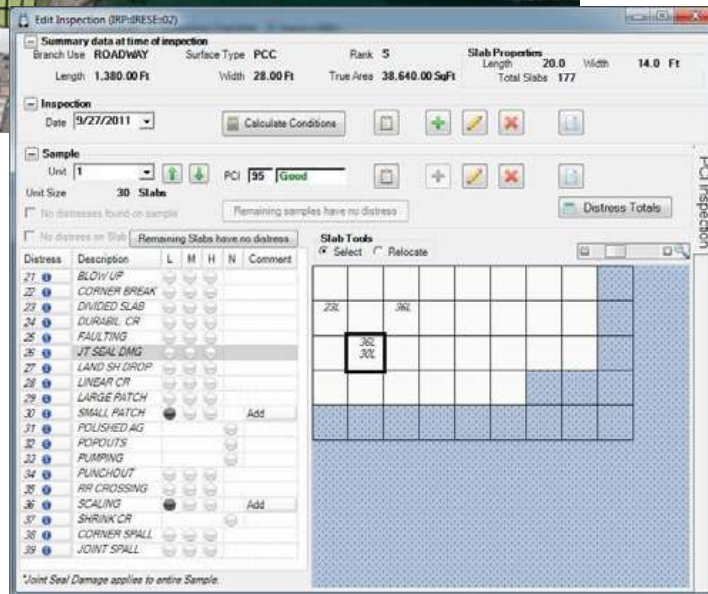 Edit Inspection (IRP::IRESE::02)
Summary data at time of inspection
Branch Use ROADWAY Surface Type PCC Rank S
Length 1,380.00 Ft Width 28.00 Ft True Area 38,640.00 SqFt
Slab Properties
Length 20.0 Width 14.0 Ft
Total Slabs 177
Inspection
Date 9/27/2011 Calculate Conditions
Sample
Unit 1 PCI 95 Good
Unit Size 30 Slabs
No distresses found on sample Remaining samples have no distress Distress Totals
No distress on Slab Remaining Slabs have no distress
PCI Inspection
Distress Description L M H N Comment
21 BLOW UP
22 CORNER BREAK
23 DIVIDED SLAB
24 DURABIL. CR
25 FAULTING
26 JT SEAL DMG
27 LAND SH DROP
28 LINEAR CR
29 LARGE PATCH
30 SMALL PATCH Add
31 POLISHED AG
32 POPOUTS
33 PUMPING
34 PUNCHOUT
35 RR CROSSING
36 SCALING Add
37 SHRINK CR
38 CORNER SPALL
39 JOINT SPALL
*Joint Seal Damage applies to entire Sample.
Slab Tools
Select Relocate
23L 36L
36L
30L